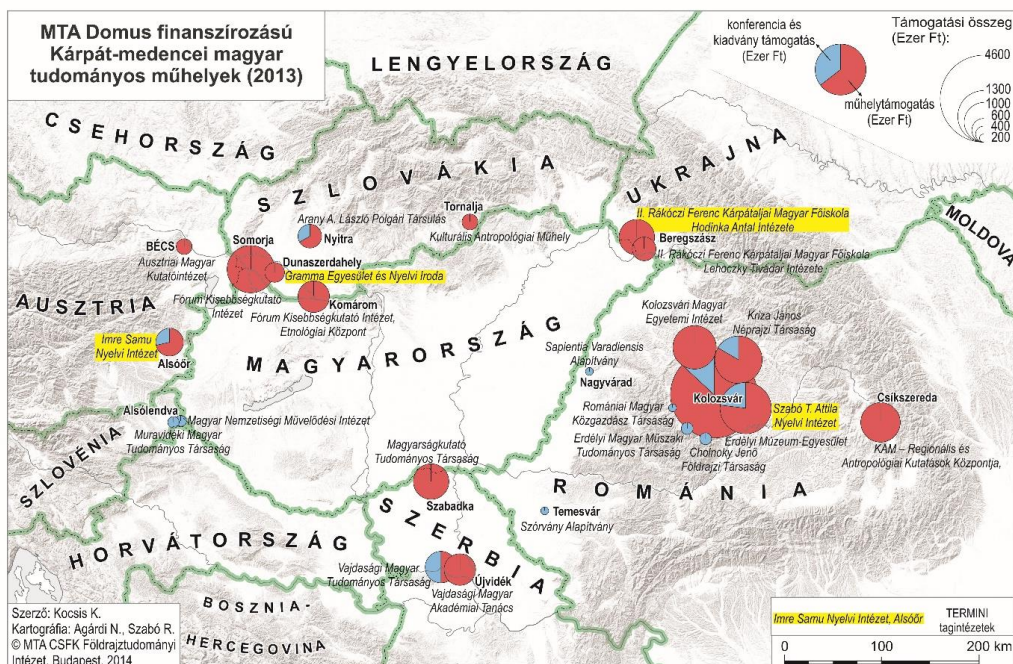 MTA Domus finanszírozású
Kárpát-medencei magyar
tudományos műhelyek (2013)
konferencia és
kiadvány támogatás
(Ezer Ft)
műhelytámogatás
(Ezer Ft)
Támogatási összeg
(Ezer Ft):
4600
1300
1000
600
400
200
LENGYELORSZÁG
CSEHORSZÁG
SZLOVÁKIA
UKRAJNA
MOLDOVA
Arany A. László Polgári Társulás
Nyitra
Tornalja
Kulturális Antropológiai Műhely
II. Rákóczi Ferenc Kárpátaljai Magyar Főiskola
Hodinka Antal Intézete
Beregszász
II. Rákóczi Ferenc Kárpátaljai Magyar Főiskola
Lehoczky Tivadar Intézete
BÉCS
Ausztriai Magyar
Kutatóintézet
Somorja
Fórum Kisebbségkutató
Intézet
Dunaszerdahely
Gramma Egyesület és Nyelvi Iroda
Komárom
Fórum Kisebbségkutató Intézet,
Etnológiai Központ
AUSZTRIA
Imre Samu
Nyelvi Intézet
Alsóőr
MAGYARORSZÁG
Kolozsvári Magyar
Egyetemi Intézet
Kriza János
Néprajzi Társaság
Sapientia Varadiensis
Alapítvány
Nagyvárad
Kolozsvár
Szabó T. Attila
Nyelvi Intézet
Romániai Magyar
Közgazdász Társaság
Erdélyi Magyar Műszaki
Tudományos Társaság
Cholnoky Jenő
Földrajzi Társaság
Erdélyi Múzeum-Egyesület
Csíkszereda
KAM – Regionális és
Antropológiai Kutatások Központja,
Alsólendva
Magyar Nemzetiségi Művelődési Intézet
Muravidéki Magyar
Tudományos Társaság
SZLOVÉNIA
Magyarságkutató
Tudományos Társaság
Szabadka
ROMÁNIA
Temesvár
Szórvány Alapítvány
SZERBIA
HORVÁTORSZÁG
Vajdasági Magyar
Tudományos Társaság
Újvidék
Vajdasági Magyar
Akadémiai Tanács
BOSZNIA-
HERCEGOVINA
Szerző: Kocsis K.
Kartográfia: Agárdi N., Szabó R.
© MTA CSFK Földrajztudományi
Intézet, Budapest, 2014
Imre Samu Nyelvi Intézet, Alsóőr
TERMINI
tagintézetek
0 100 200 km